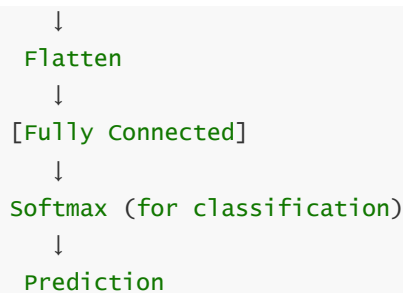 ↓
Flatten
↓
[Fully Connected]
↓
Softmax (for classification)
↓
Prediction